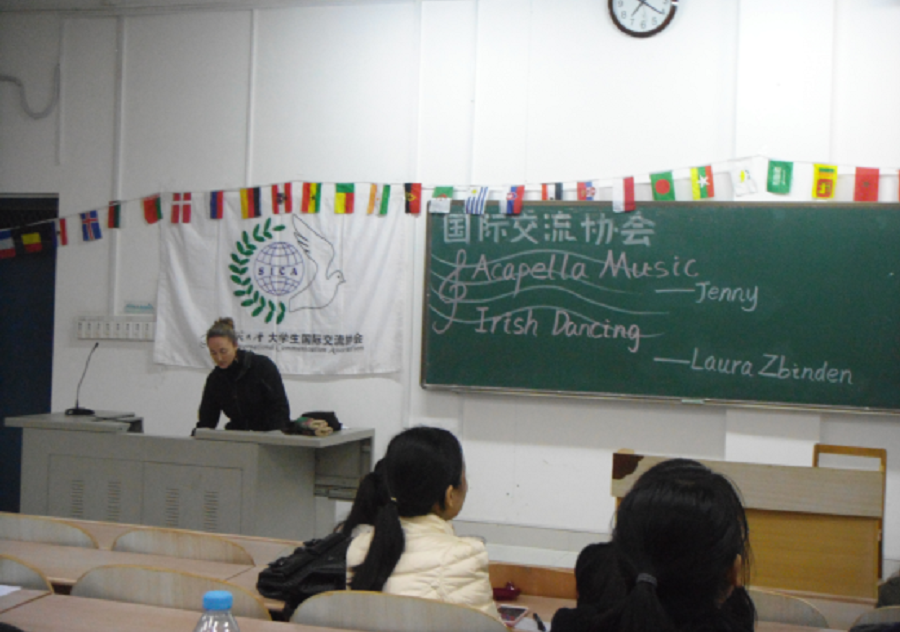 国际交流协会
Acapella Music
—Jenny
Irish Dancing
—Laura Zbinden
SICA
大学生国际交流协会